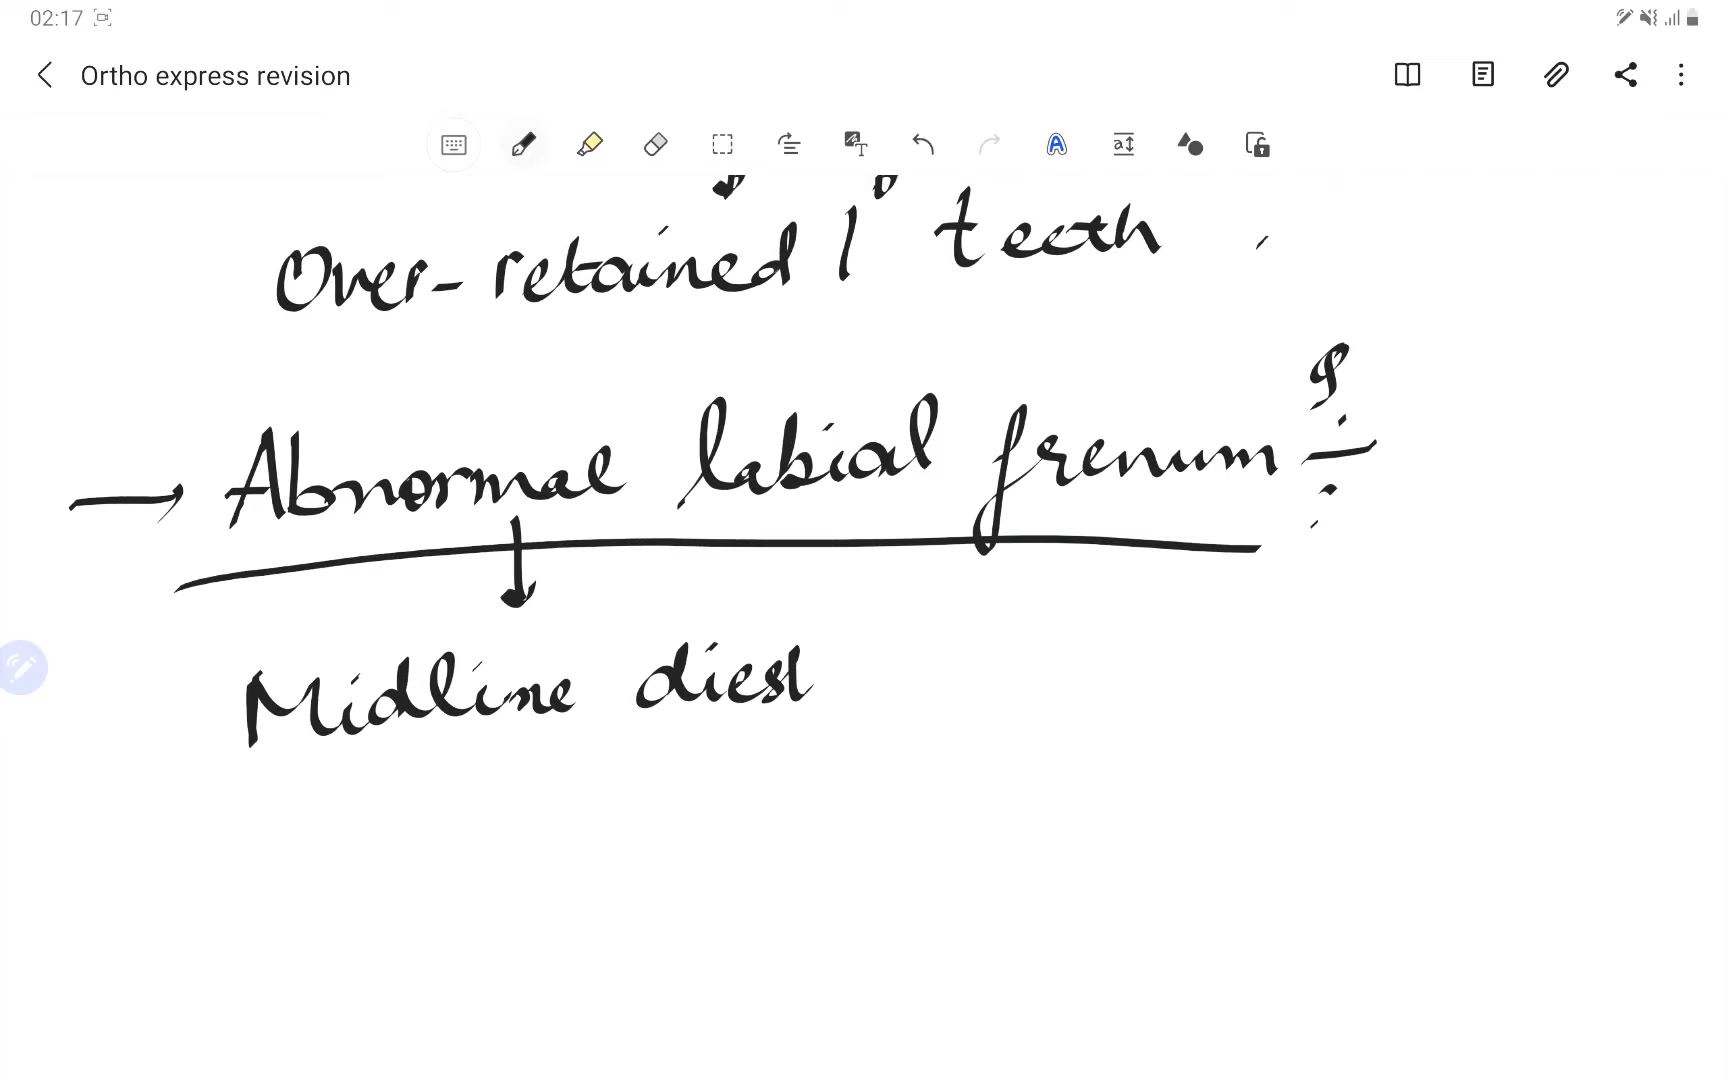 02:17
Ortho express revision
Over-retained 1° teeth
→ Abnormal labial frenum
Midline diest